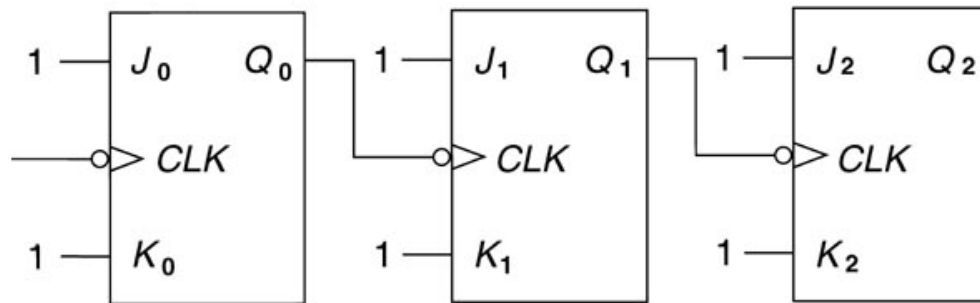 1 J₀ Q₀ 1 J₁ Q₁ 1 J₂ Q₂
CLK CLK CLK
1 K₀ 1 K₁ 1 K₂